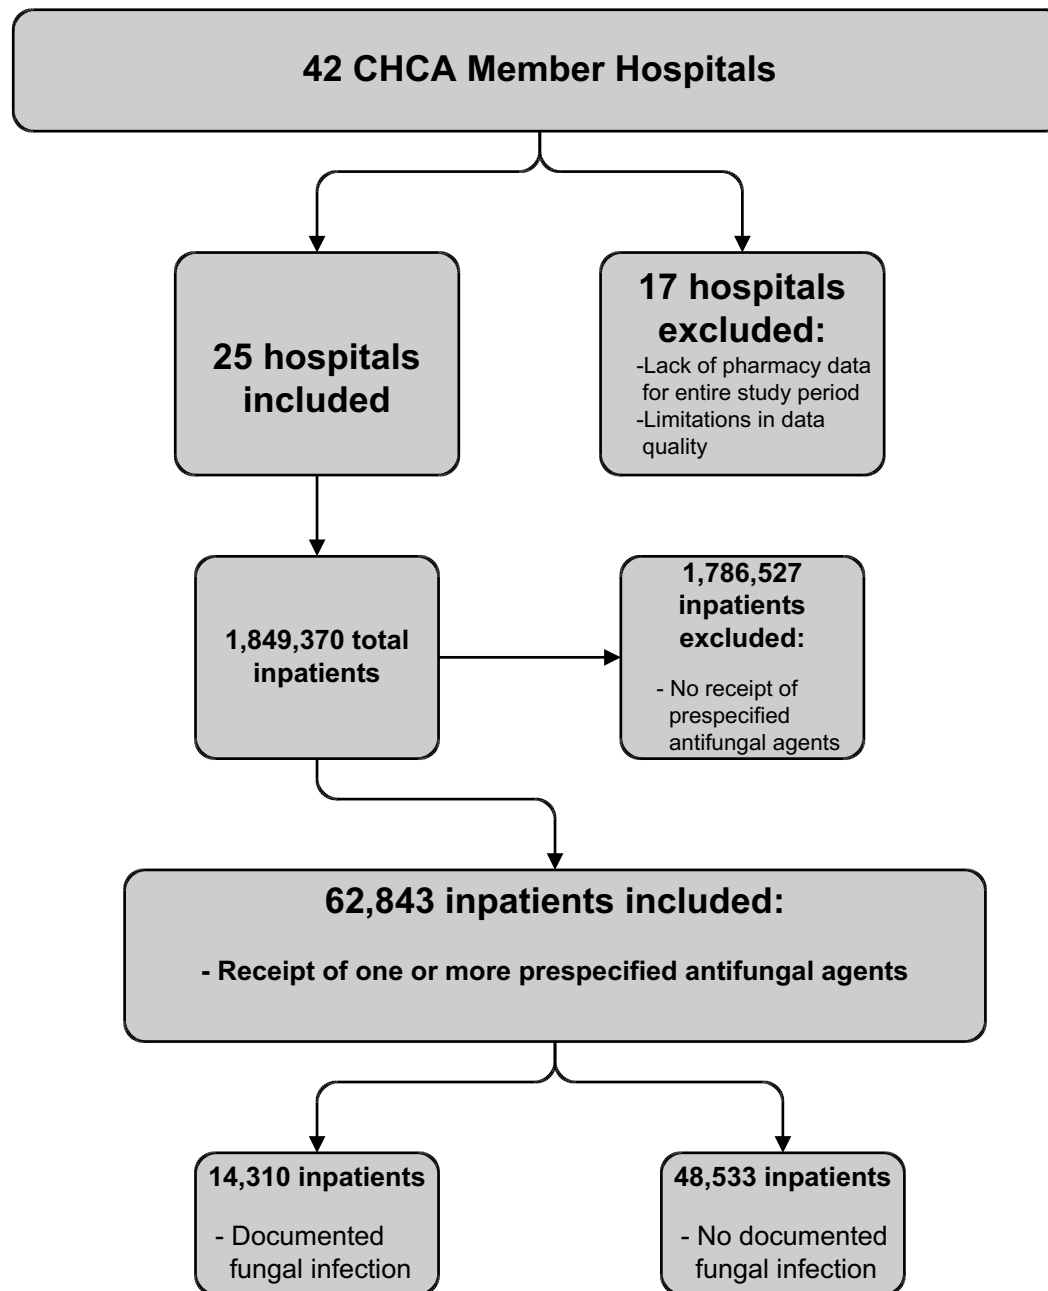 42 CHCA Member Hospitals
25 hospitals
included
17 hospitals
excluded:
-Lack of pharmacy data
for entire study period
-Limitations in data
quality
1,849,370 total
inpatients
1,786,527
inpatients
excluded:
- No receipt of
prespecified
antifungal agents
62,843 inpatients included:
- Receipt of one or more prespecified antifungal agents
14,310 inpatients
- Documented
fungal infection
48,533 inpatients
- No documented
fungal infection